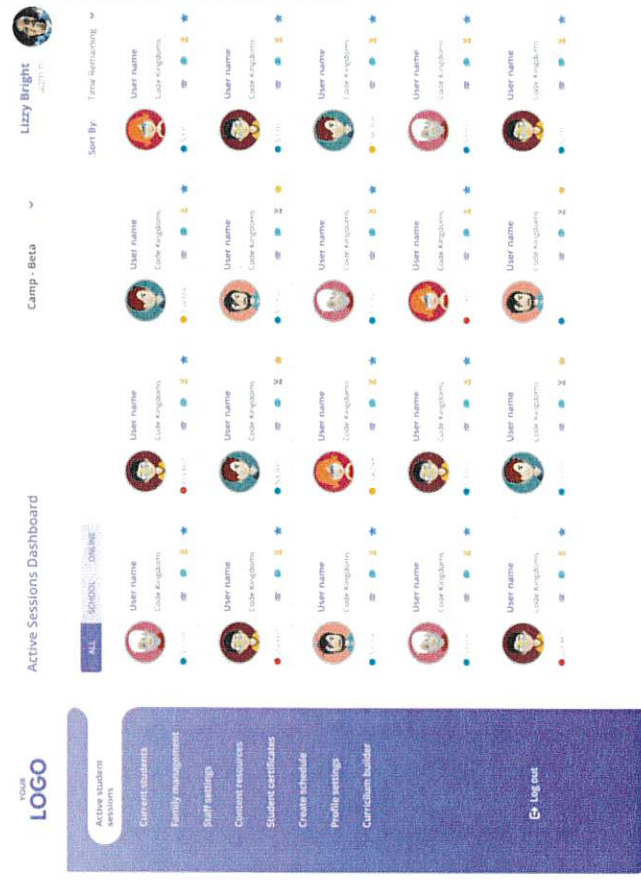 YOUR
LOGO
Active Sessions Dashboard
Camp - Beta
Lizzy Bright
Active student
sessions
Current students
Family management
Staff settings
Content resources
Student certificates
Create schedule
Profile settings
Curriculum builder
Log out
ALL SCHOOL ONLINE
Sort By: Time Remaining
User name
Code Kingdoms
User name
Code Kingdoms
User name
Code Kingdoms
User name
Code Kingdoms
User name
Code Kingdoms
User name
Code Kingdoms
User name
Code Kingdoms
User name
Code Kingdoms
User name
Code Kingdoms
User name
Code Kingdoms
User name
Code Kingdoms
User name
Code Kingdoms
User name
Code Kingdoms
User name
Code Kingdoms
User name
Code Kingdoms
User name
Code Kingdoms
User name
Code Kingdoms
User name
Code Kingdoms
User name
Code Kingdoms
User name
Code Kingdoms